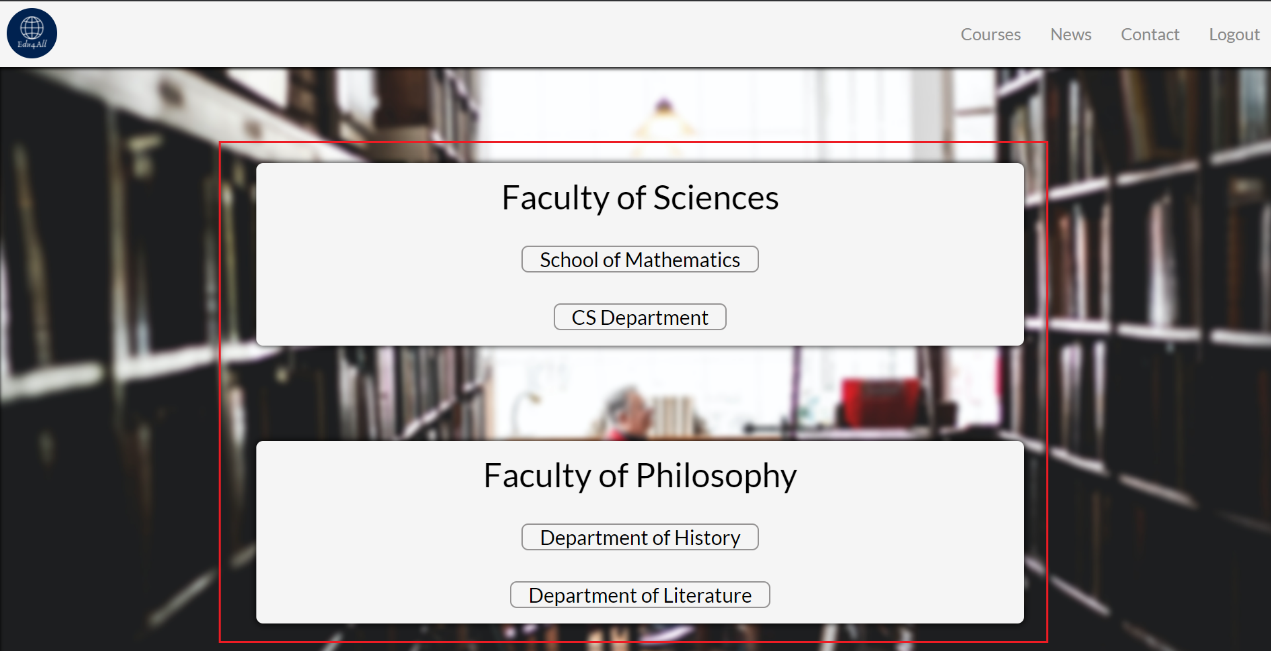 Edu4All
Courses News Contact Logout
Faculty of Sciences
School of Mathematics
CS Department
Faculty of Philosophy
Department of History
Department of Literature